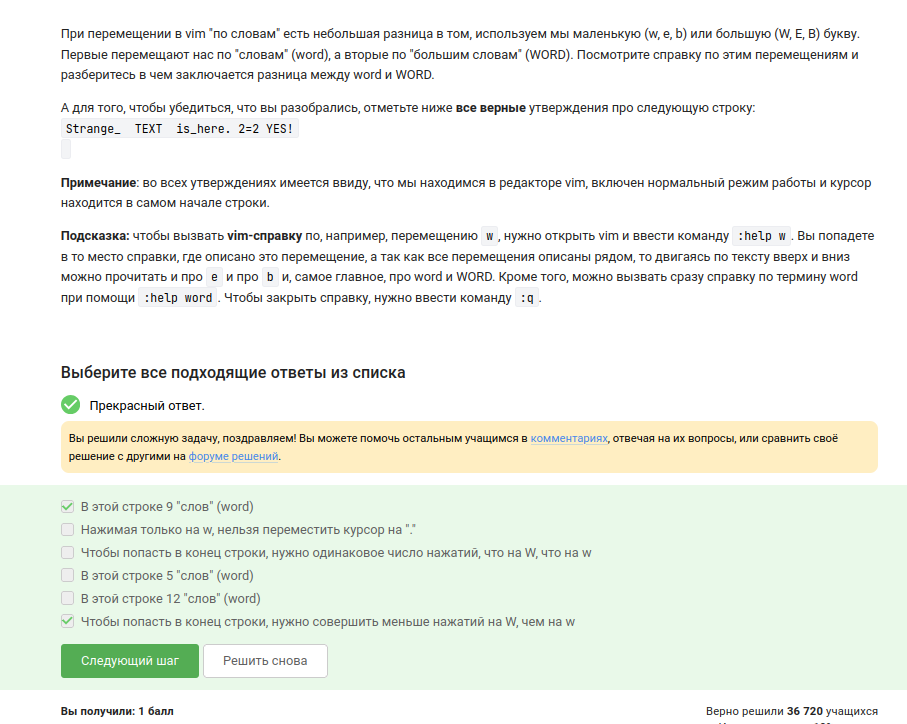 При перемещении в vim "по словам" есть небольшая разница в том, используем мы маленькую (w, e, b) или большую (W, E, B) букву.
Первые перемещают нас по "словам" (word), а вторые по "большим словам" (WORD). Посмотрите справку по этим перемещениям и
разберитесь в чем заключается разница между word и WORD.
А для того, чтобы убедиться, что вы разобрались, отметьте ниже все верные утверждения про следующую строку:
Strange_  TEXT  is_here. 2=2 YES!
Примечание: во всех утверждениях имеется ввиду, что мы находимся в редакторе vim, включен нормальный режим работы и курсор
находится в самом начале строки.
Подсказка: чтобы вызвать vim-справку по, например, перемещению w, нужно открыть vim и ввести команду :help w. Вы попадете
в то место справки, где описано это перемещение, а так как все перемещения описаны рядом, то двигаясь по тексту вверх и вниз
можно прочитать и про e и про b и, самое главное, про word и WORD. Кроме того, можно вызвать сразу справку по термину word
при помощи :help word. Чтобы закрыть справку, нужно ввести команду :q.
Выберите все подходящие ответы из списка
Прекрасный ответ.
Вы решили сложную задачу, поздравляем! Вы можете помочь остальным учащимся в комментариях, отвечая на их вопросы, или сравнить своё
решение с другими на форуме решений.
В этой строке 9 "слов" (word)
Нажимая только на w, нельзя переместить курсор на "."
Чтобы попасть в конец строки, нужно одинаковое число нажатий, что на W, что на w
В этой строке 5 "слов" (word)
В этой строке 12 "слов" (word)
Чтобы попасть в конец строки, нужно совершить меньше нажатий на W, чем на w
Следующий шаг
Решить снова
Вы получили: 1 балл
Верно решили 36 720 учащихся